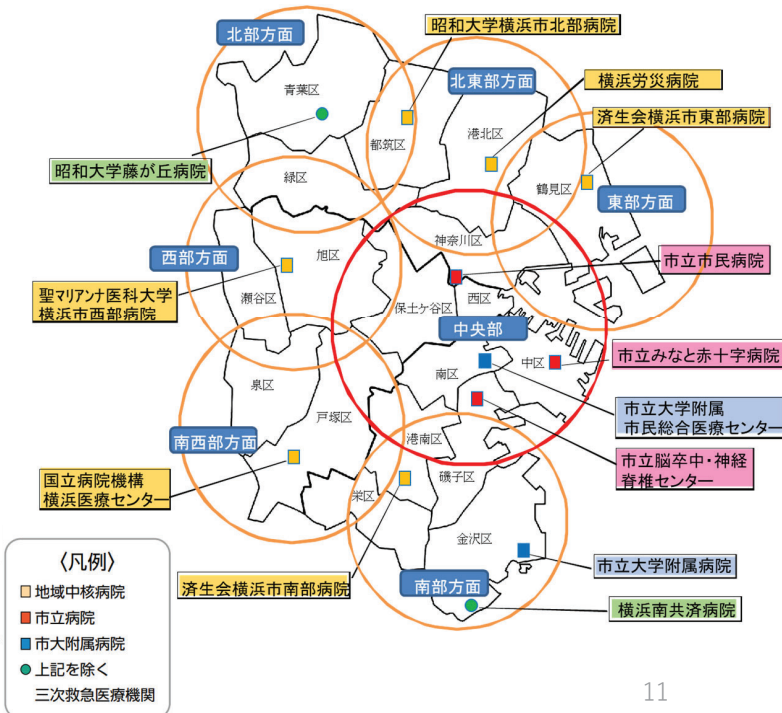 昭和大学横浜市北部病院
北部方面
北東部方面
横浜労災病院
青葉区
済生会横浜市東部病院
港北区
都筑区
昭和大学藤が丘病院
鶴見区
緑区
東部方面
神奈川区
西部方面
旭区
市立市民病院
瀬谷区
保土ケ谷区
西区
聖マリアンナ医科大学
横浜市西部病院
中央部
中区
市立みなと赤十字病院
南区
泉区
戸塚区
市立大学附属
市民総合医療センター
南西部方面
港南区
市立脳卒中・神経
脊椎センター
国立病院機構
横浜医療センター
磯子区
栄区
金沢区
市立大学附属病院
済生会横浜市南部病院
南部方面
横浜南共済病院
〈凡例〉
地域中核病院
市立病院
市大附属病院
上記を除く
三次救急医療機関
11